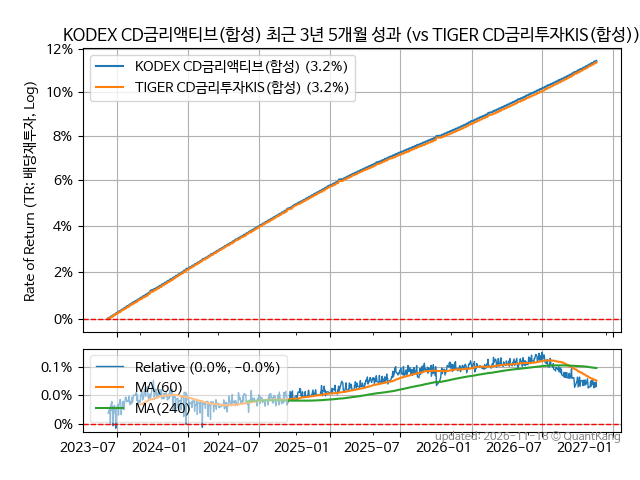 KODEX CD금리액티브(합성) 최근 3년 5개월 성과 (vs TIGER CD금리투자KIS(합성))
Rate of Return (TR: 배당재투자, Log)
12%
10%
8%
6%
4%
2%
0%
KODEX CD금리액티브(합성) (3.2%)
TIGER CD금리투자KIS(합성) (3.2%)
0.1%
0.0%
0%
Relative (0.0%, −0.0%)
MA(60)
MA(240)
2023−07 2024−01 2024−07 2025−01 2025−07 2026−01 2026−07 2027−01
updated: 2026−11−18 © QuantKang